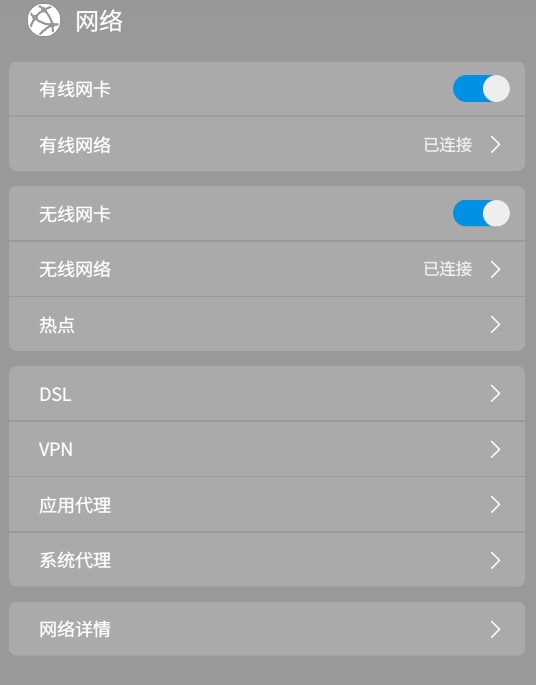 网络
有线网卡
有线网络 已连接
无线网卡
无线网络 已连接
热点
DSL
VPN
应用代理
系统代理
网络详情